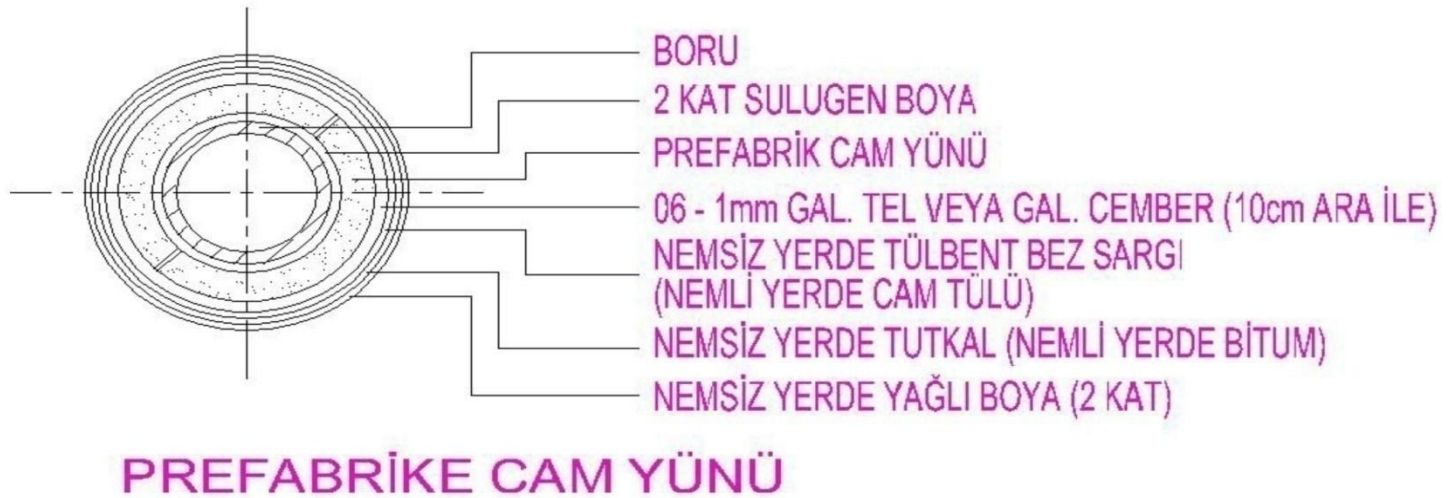 BORU
2 KAT SULUGEN BOYA
PREFABRİK CAM YÜNÜ
06 - 1mm GAL. TEL VEYA GAL. CEMBER (10cm ARA İLE)
NEMSİZ YERDE TÜLBENT BEZ SARGI
(NEMLİ YERDE CAM TÜLÜ)
NEMSİZ YERDE TUTKAL (NEMLİ YERDE BİTUM)
NEMSİZ YERDE YAĞLI BOYA (2 KAT)
PREFABRİKE CAM YÜNÜ